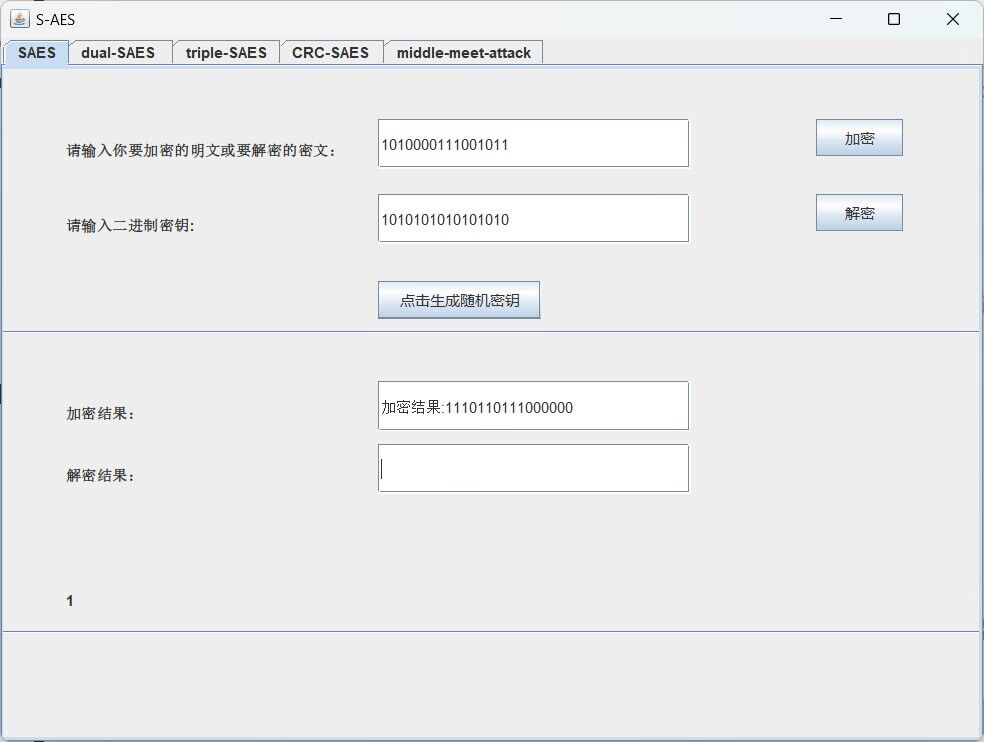 S-AES
SAES dual-SAES triple-SAES CRC-SAES middle-meet-attack
请输入你要加密的明文或要解密的密文： 1010000111001011 加密
请输入二进制密钥: 1010101010101010 解密
点击生成随机密钥
加密结果： 加密结果:1110110111000000
解密结果：
1